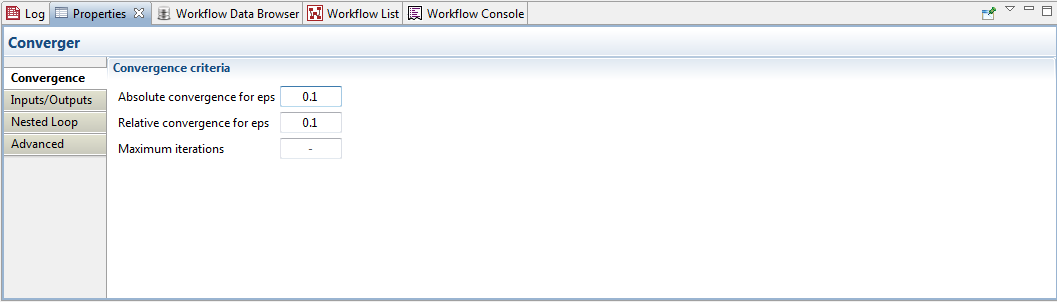 Log Properties Workflow Data Browser Workflow List Workflow Console
Converger
Convergence
Inputs/Outputs
Nested Loop
Advanced
Convergence criteria
Absolute convergence for eps 0.1
Relative convergence for eps 0.1
Maximum iterations -